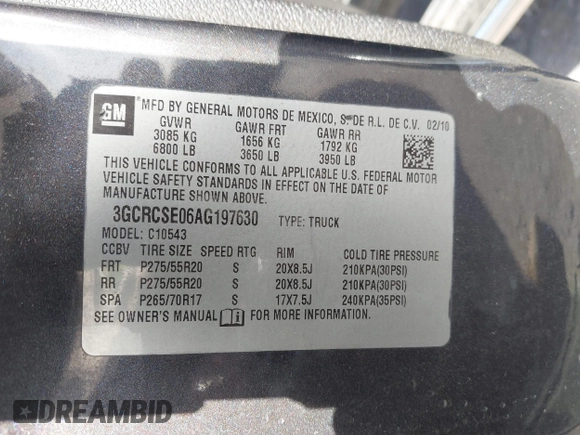 GM
MFD BY GENERAL MOTORS DE MEXICO, S. DE R.L. DE C.V. 02/10
GVWR GAWR FRT GAWR RR
3085 KG 1656 KG 1792 KG
6800 LB 3650 LB 3950 LB
THIS VEHICLE CONFORMS TO ALL APPLICABLE U.S. FEDERAL MOTOR
VEHICLE SAFETY STANDARDS IN EFFECT ON THE DATE OF
MANUFACTURE SHOWN ABOVE.
3GCRCSE06AG197630 TYPE: TRUCK
MODEL: C10543
CCBV TIRE SIZE SPEED RTG RIM COLD TIRE PRESSURE
FRT P275/55R20 S 20X8.5J 210KPA(30PSI)
RR P275/55R20 S 20X8.5J 210KPA(30PSI)
SPA P265/70R17 S 17X7.5J 240KPA(35PSI)
SEE OWNER'S MANUAL FOR MORE INFORMATION
DREAMBID